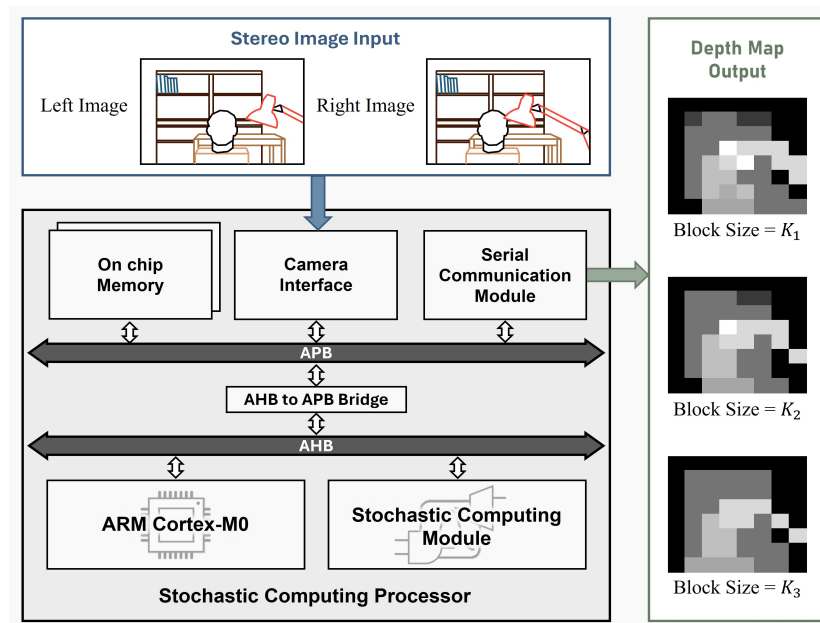 Stereo Image Input
Left Image
Right Image
Depth Map
Output
Block Size = K₁
Block Size = K₂
Block Size = K₃
On chip
Memory
Camera
Interface
Serial
Communication
Module
APB
AHB to APB Bridge
AHB
ARM Cortex-M0
Stochastic Computing
Module
Stochastic Computing Processor